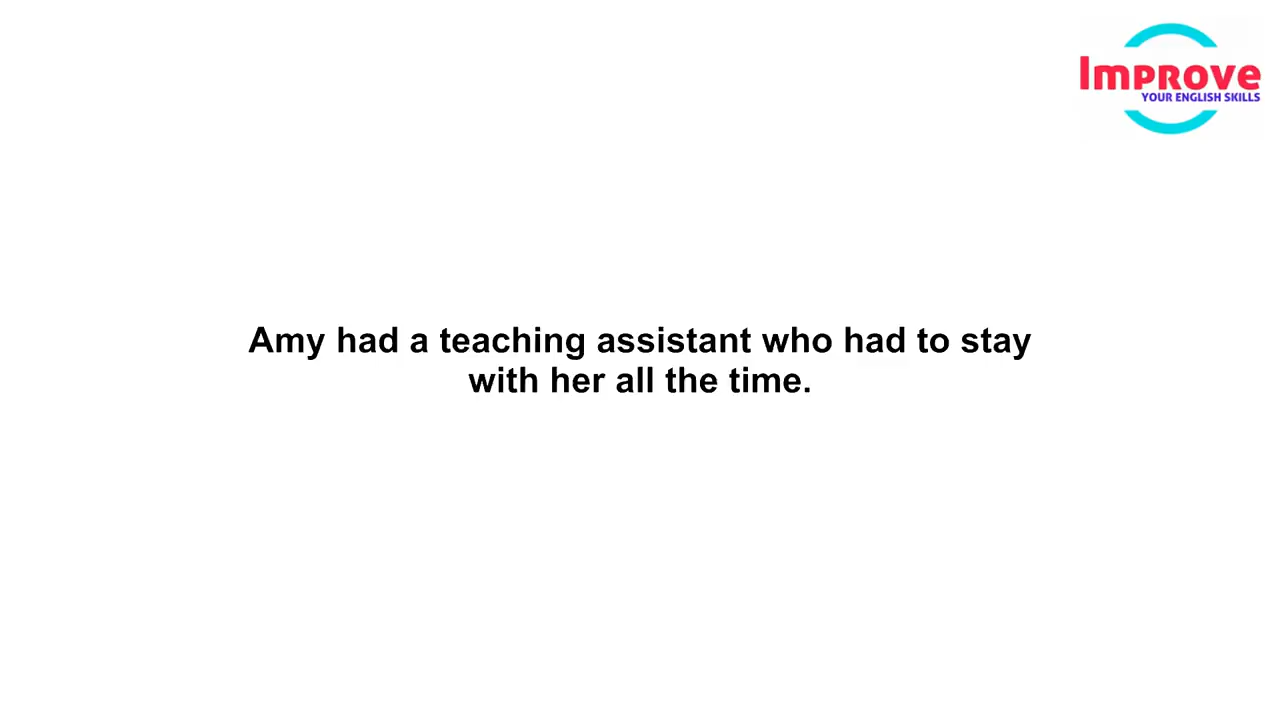 Improve
YOUR ENGLISH SKILLS
Amy had a teaching assistant who had to stay
with her all the time.